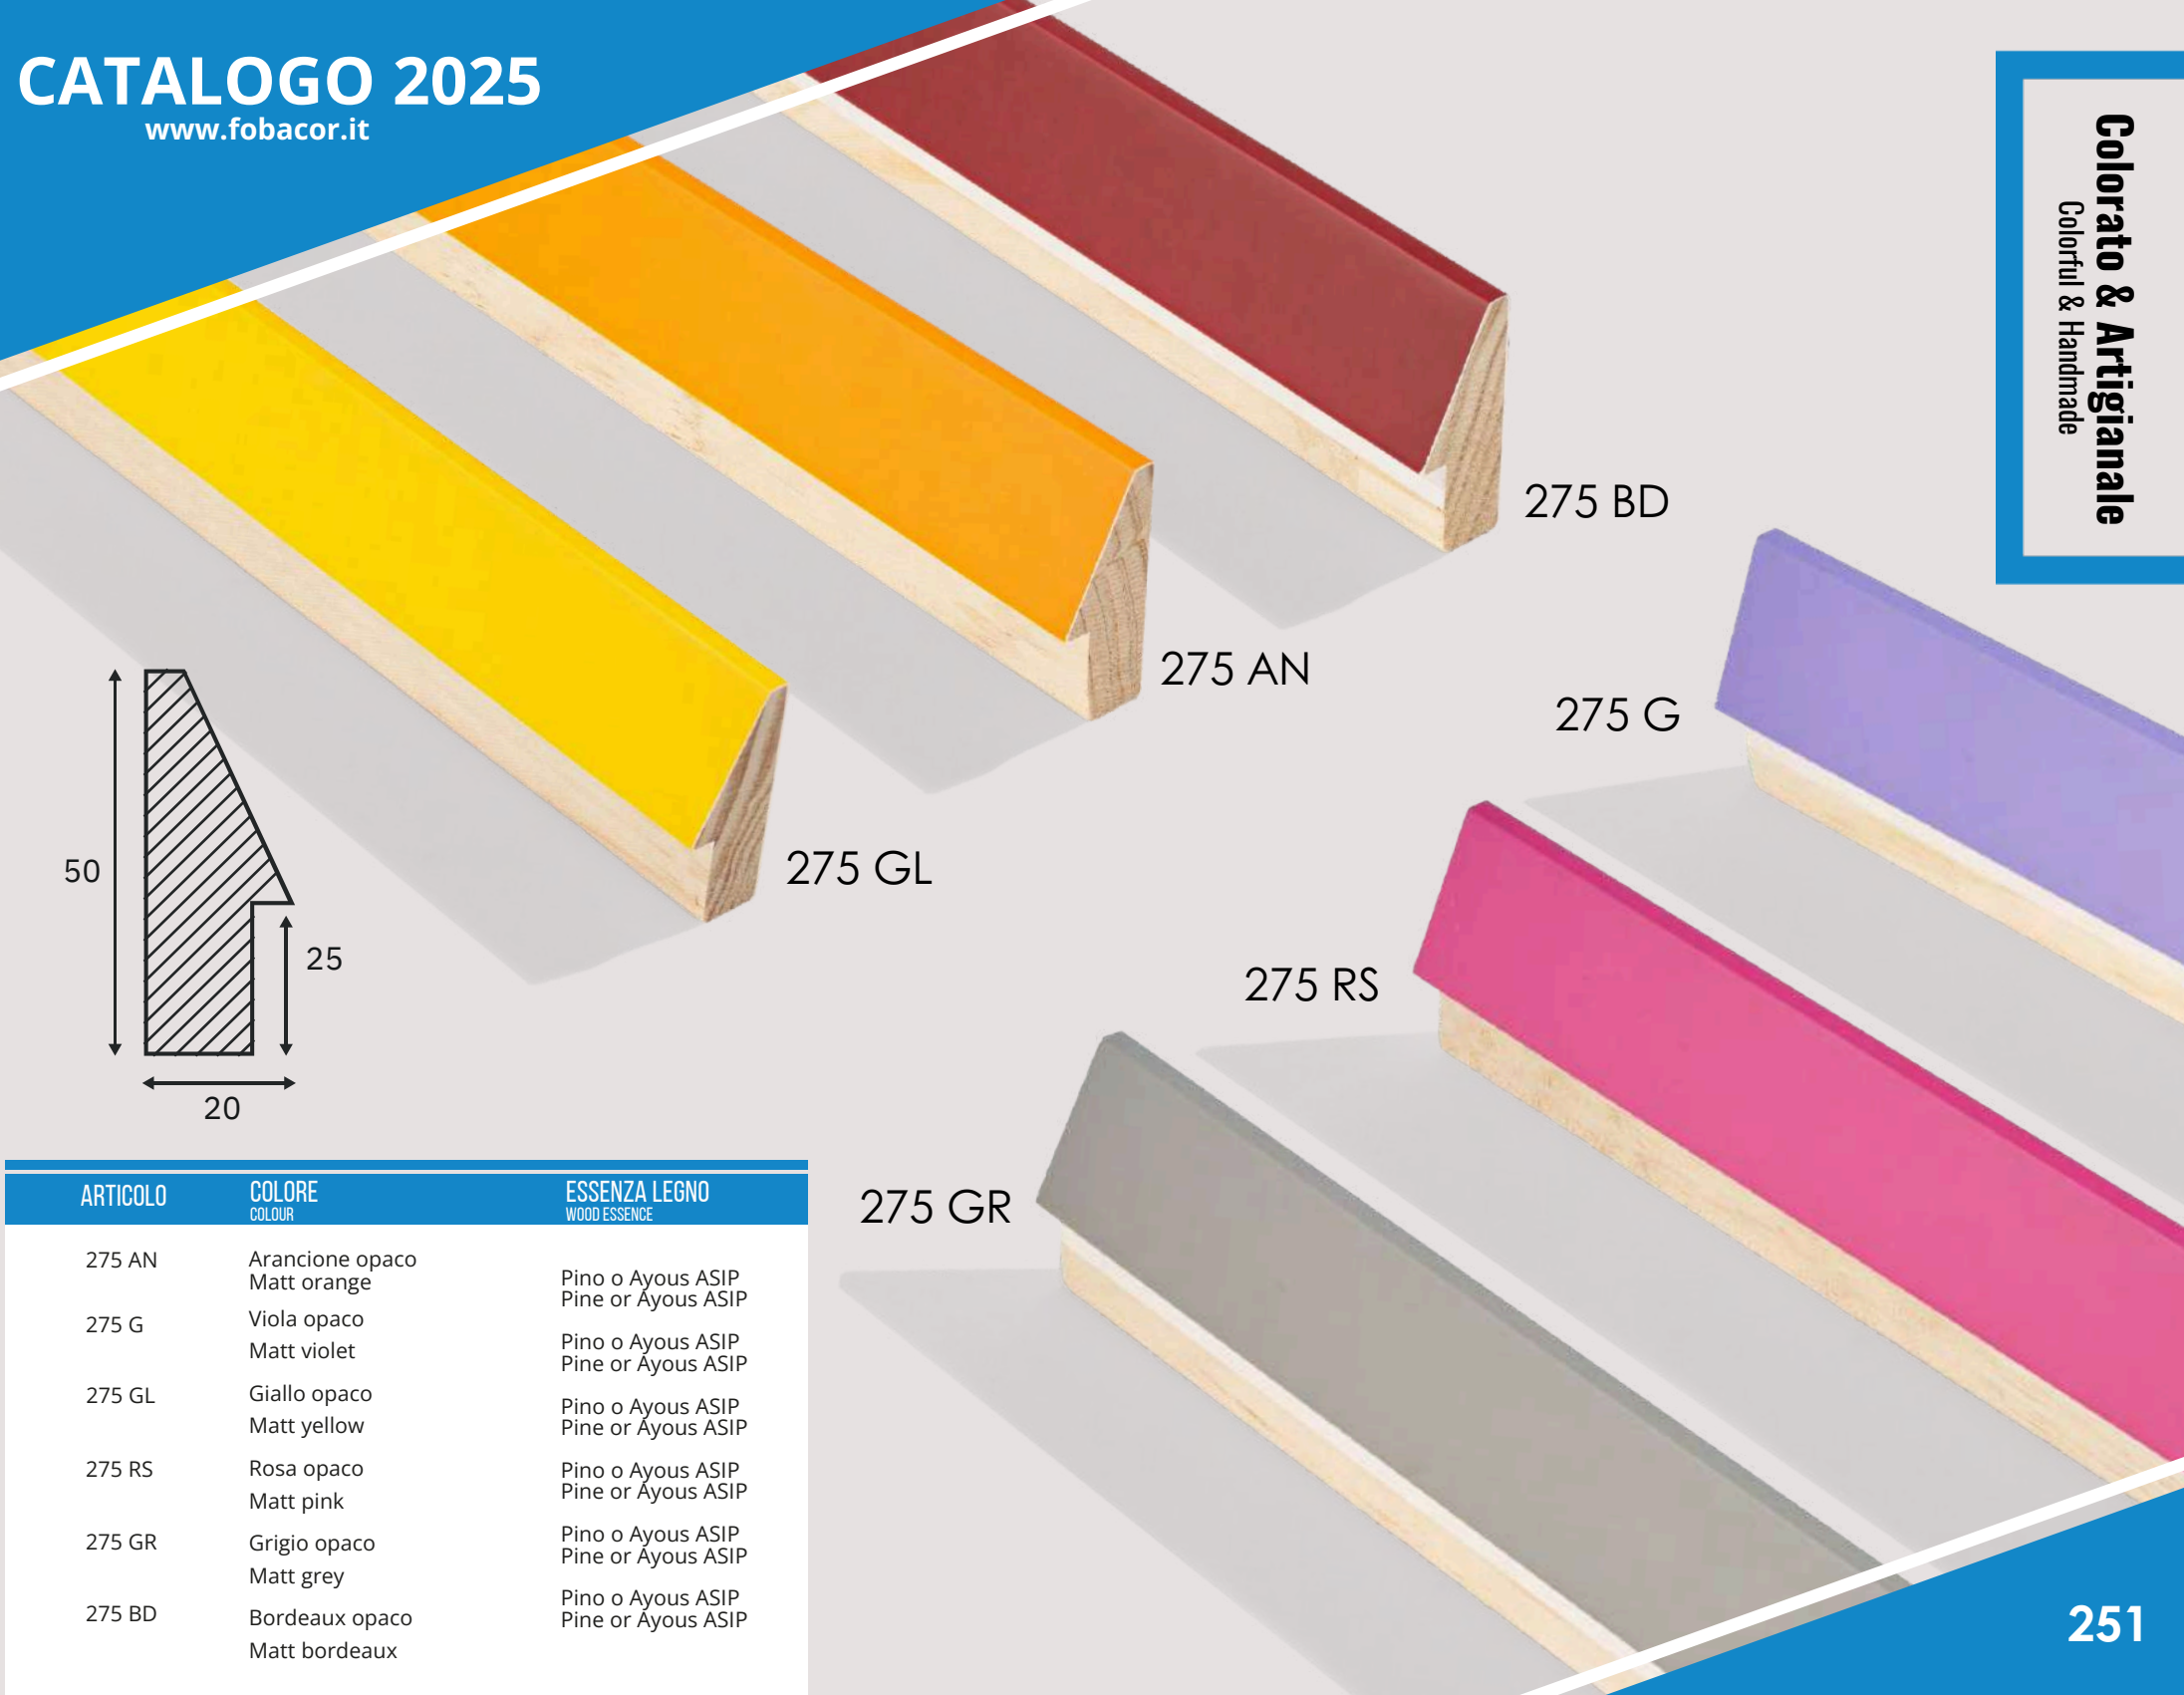 CATALOGO 2025
www.fobacor.it
Colorato & Artigianale
Colorful & Handmade
275 BD
275 AN
275 G
275 GL
275 RS
275 GR
50
25
20
ARTICOLO
COLORE
COLOUR
ESSENZA LEGNO
WOOD ESSENCE
275 AN
Arancione opaco
Matt orange
Pino o Ayous ASIP
Pine or Ayous ASIP
275 G
Viola opaco
Matt violet
Pino o Ayous ASIP
Pine or Ayous ASIP
275 GL
Giallo opaco
Matt yellow
Pino o Ayous ASIP
Pine or Ayous ASIP
275 RS
Rosa opaco
Matt pink
Pino o Ayous ASIP
Pine or Ayous ASIP
275 GR
Grigio opaco
Matt grey
Pino o Ayous ASIP
Pine or Ayous ASIP
275 BD
Bordeaux opaco
Matt bordeaux
Pino o Ayous ASIP
Pine or Ayous ASIP
251